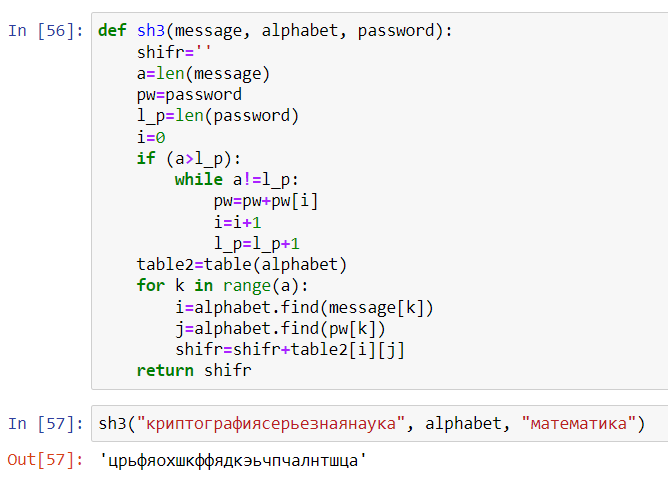 In [56]: def sh3(message, alphabet, password):
    shifr=''
    a=len(message)
    pw=password
    l_p=len(password)
    i=0
    if (a>l_p):
        while a!=l_p:
            pw=pw+pw[i]
            i=i+1
            l_p=l_p+1
    table2=table(alphabet)
    for k in range(a):
        i=alphabet.find(message[k])
        j=alphabet.find(pw[k])
        shifr=shifr+table2[i][j]
    return shifr
In [57]: sh3("криптографиясерьезнаянаука", alphabet, "математика")
Out[57]: 'црьфяохшкффядкэьчпчалнтшца'